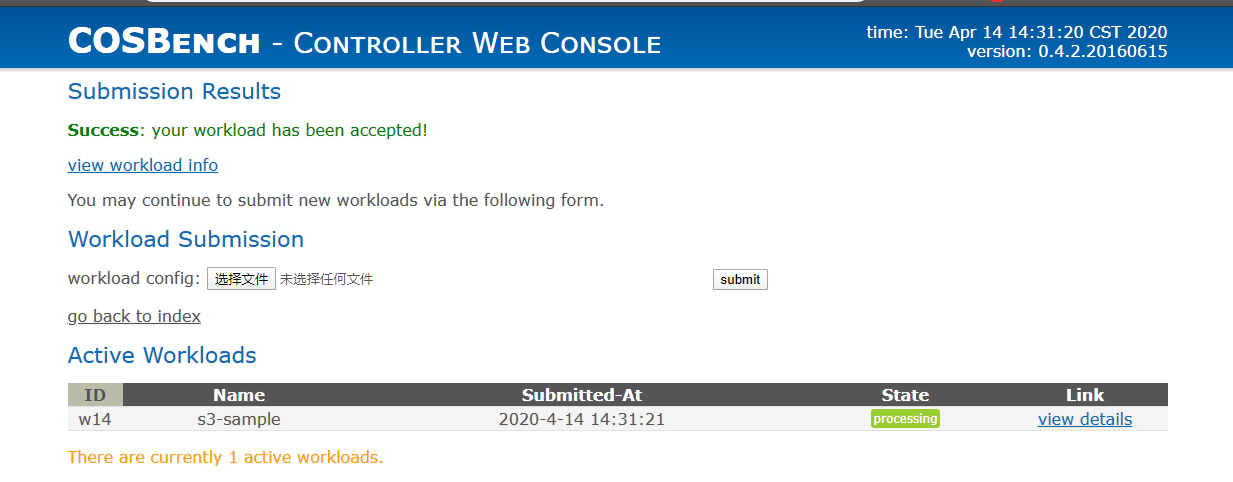 COSBENCH - CONTROLLER WEB CONSOLE
time: Tue Apr 14 14:31:20 CST 2020
version: 0.4.2.20160615
Submission Results
Success: your workload has been accepted!
view workload info
You may continue to submit new workloads via the following form.
Workload Submission
workload config: 选择文件 未选择任何文件 submit
go back to index
Active Workloads
ID Name Submitted-At State Link
w14 s3-sample 2020-4-14 14:31:21 processing view details
There are currently 1 active workloads.